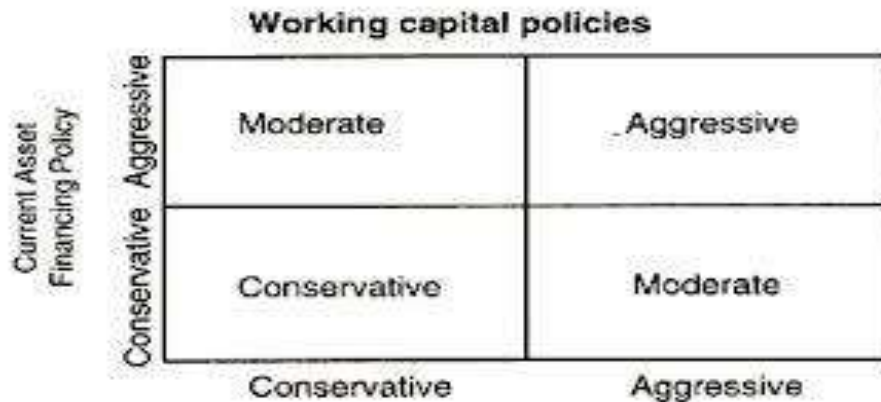 Working capital policies
Current Asset
Financing Policy
Aggressive
Moderate
Aggressive
Conservative
Conservative
Moderate
Conservative
Aggressive